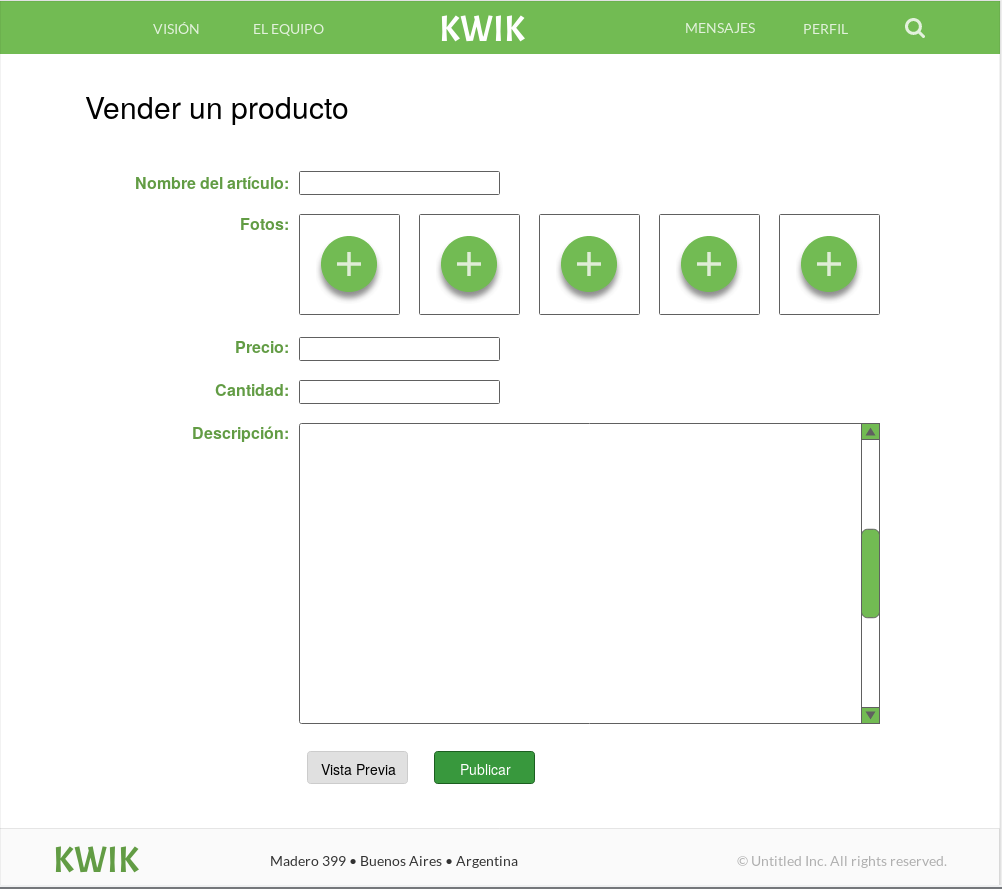 VISIÓN EL EQUIPO KWIK MENSAJES PERFIL
Vender un producto
Nombre del artículo:
Fotos:
Precio:
Cantidad:
Descripción:
Vista Previa Publicar
KWIK Madero 399 • Buenos Aires • Argentina © Untitled Inc. All rights reserved.